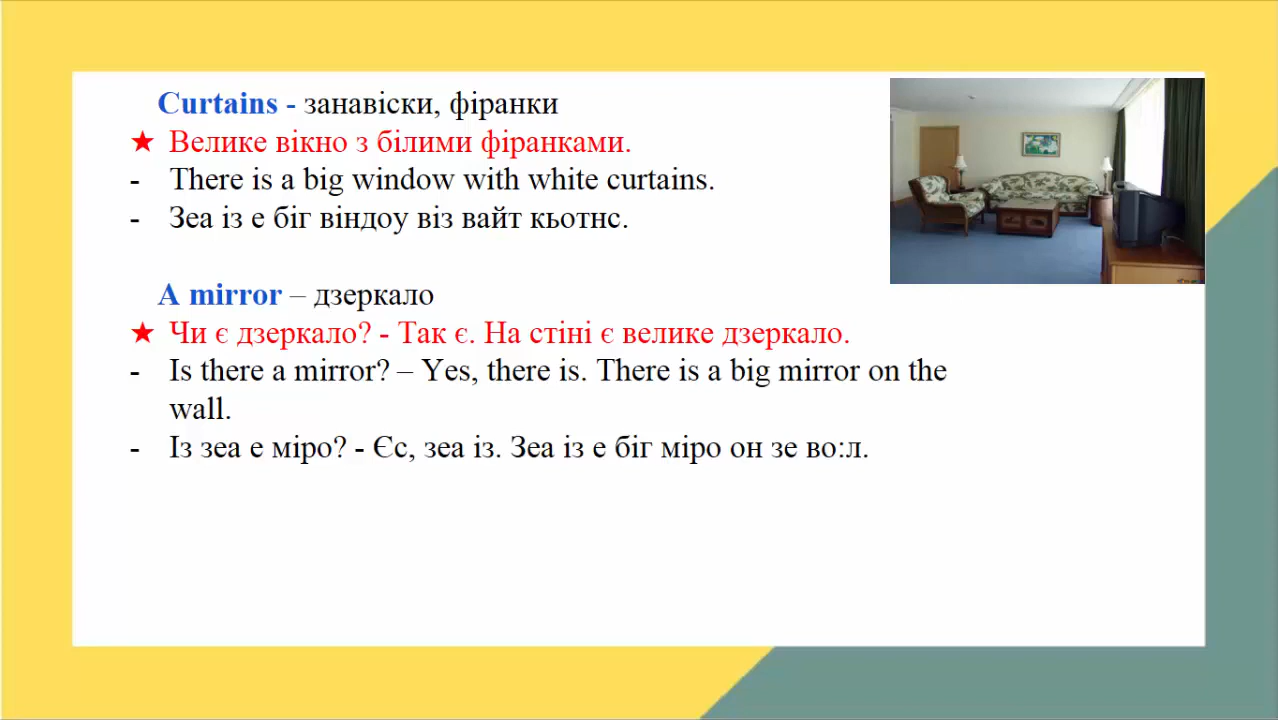 Curtains - занавіски, фіранки
★ Велике вікно з білими фіранками.
- There is a big window with white curtains.
- Зеа із е біг віндоу віз вайт кьотнс.
A mirror – дзеркало
★ Чи є дзеркало? - Так є. На стіні є велике дзеркало.
- Is there a mirror? – Yes, there is. There is a big mirror on the
wall.
- Із зеа е міро? - Єс, зеа із. Зеа із е біг міро он зе во:л.